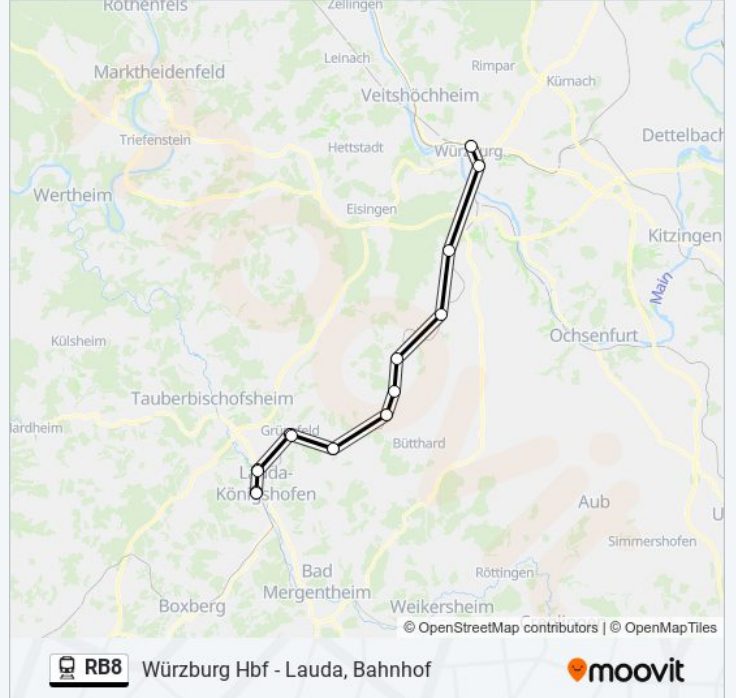 Rothenfels
Zellingen
Leinach
Rimpar
Marktheidenfeld
Kürnach
Veitshöchheim
Dettelbach
Triefenstein
Hettstadt
Würzburg
Wertheim
Eisingen
Kitzingen
Main
Ochsenfurt
Külsheim
Tauberbischofsheim
Grünsfeld
Bütthard
Lauda-
Königshofen
Aub
Simmershofen
Bad
Mergentheim
Röttingen
Boxberg
Weikersheim
© OpenStreetMap contributors | © OpenMapTiles
RB8 Würzburg Hbf - Lauda, Bahnhof
moovit